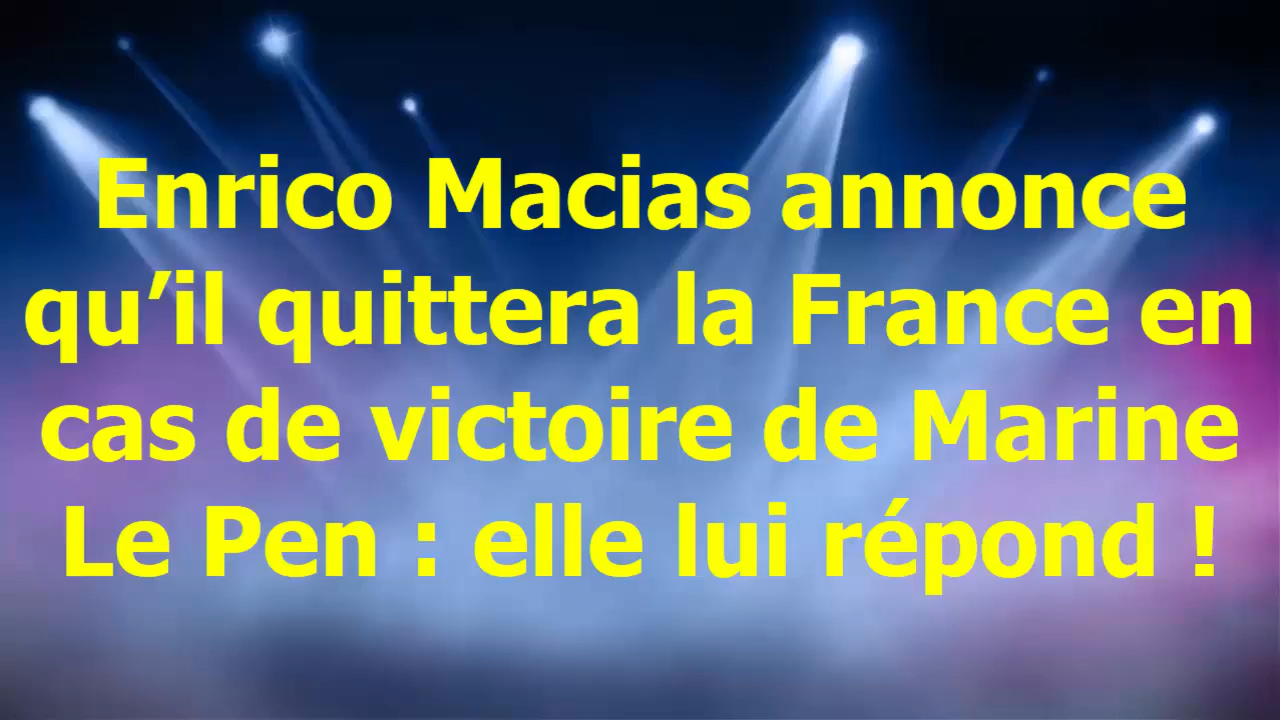 Enrico Macias annonce
qu’il quittera la France en
cas de victoire de Marine
Le Pen : elle lui répond !